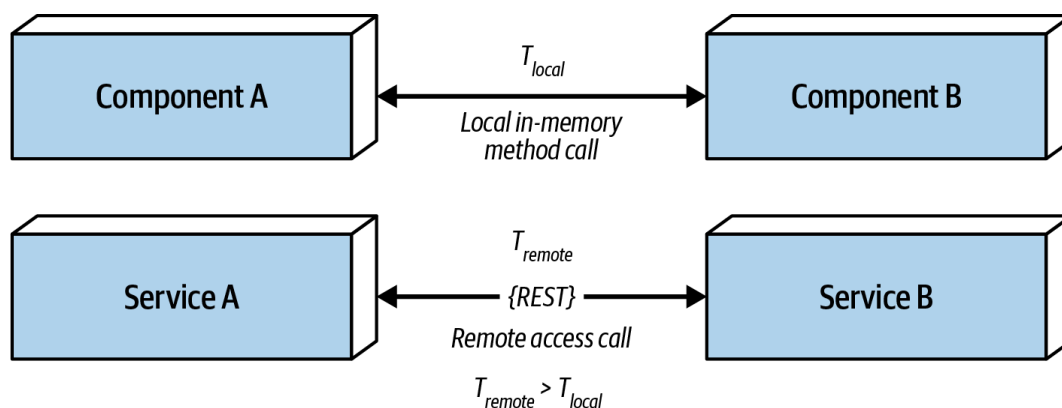 Component A
T_local
Local in-memory
method call
Component B
Service A
T_remote
{REST}
Remote access call
Service B
T_remote > T_local